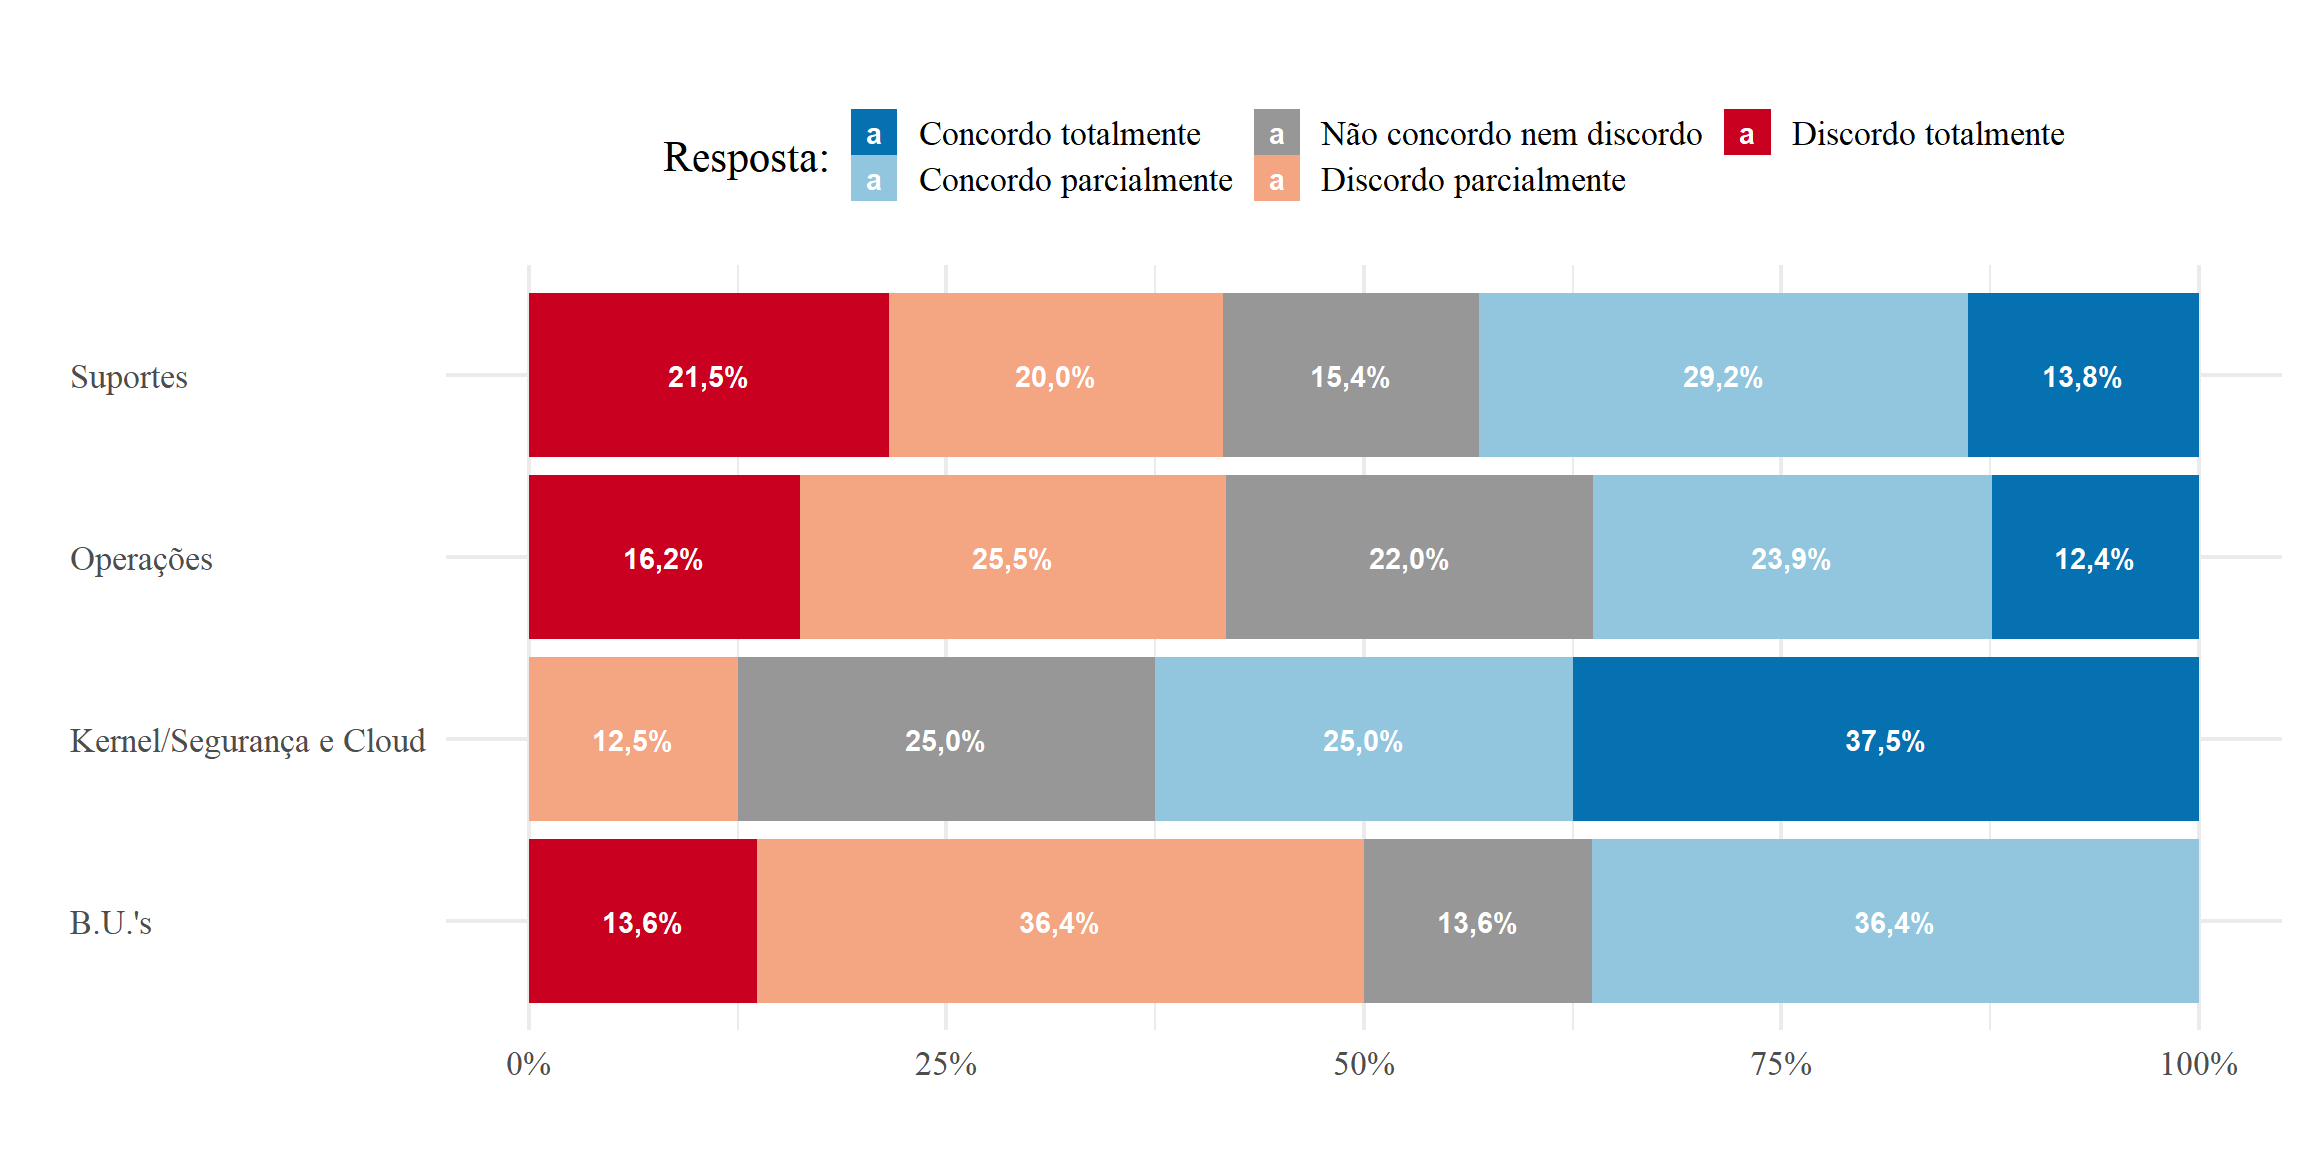 Resposta:
a Concordo totalmente a Não concordo nem discordo a Discordo totalmente
a Concordo parcialmente a Discordo parcialmente
Suportes 21,5% 20,0% 15,4% 29,2% 13,8%
Operações 16,2% 25,5% 22,0% 23,9% 12,4%
Kernel/Segurança e Cloud 12,5% 25,0% 25,0% 37,5%
B.U.'s 13,6% 36,4% 13,6% 36,4%
0% 25% 50% 75% 100%